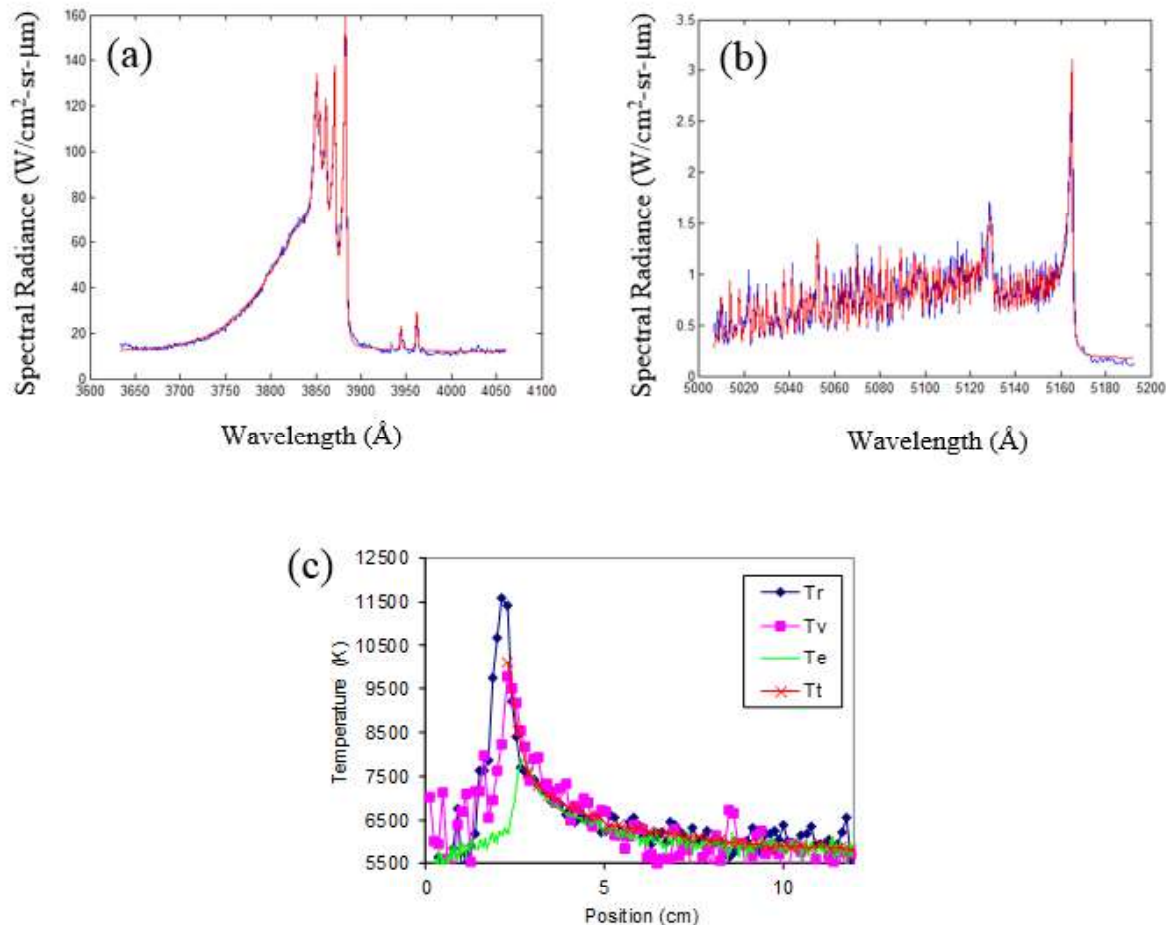 (a)
Spectral Radiance (W/cm²-sr-μm)
160
140
120
100
80
60
40
20
0
3600 3650 3700 3750 3800 3850 3900 3950 4000 4050 4100
Wavelength (Å)
(b)
Spectral Radiance (W/cm²-sr-μm)
3.5
3
2.5
2
1.5
1
0.5
0
5000 5020 5040 5060 5080 5100 5120 5140 5160 5180 5200
Wavelength (Å)
(c)
Temperature (K)
12500
11500
10500
9500
8500
7500
6500
5500
0 5 10
Position (cm)
Tr
Tv
Te
Tt